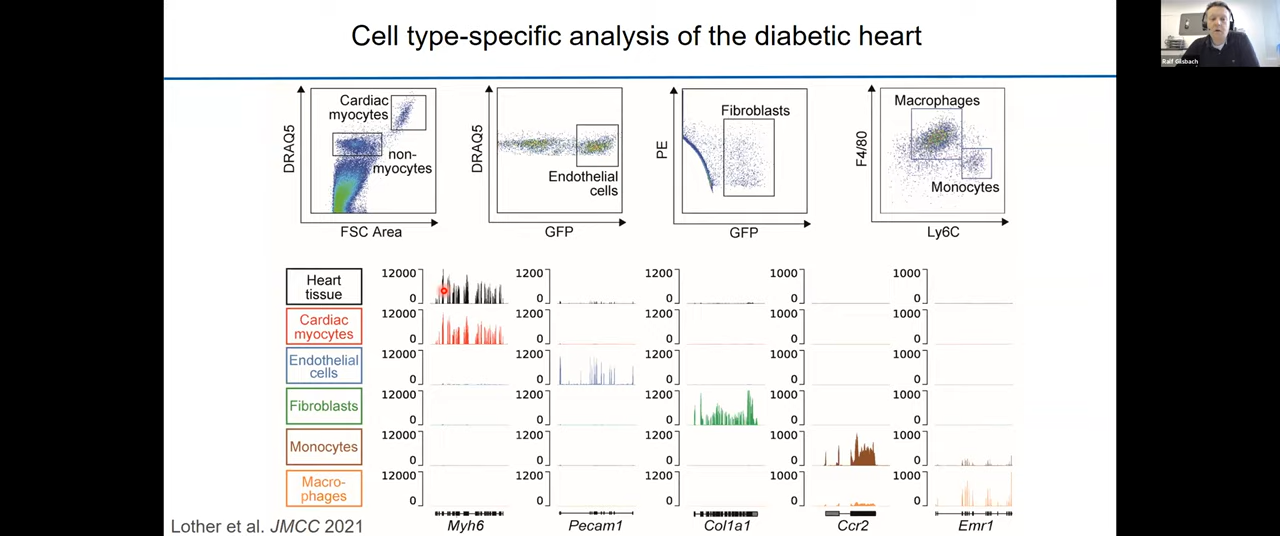 Cell type-specific analysis of the diabetic heart
Ralf Gilsbach
DRAQ5
Cardiac
myocytes
non-
myocytes
FSC Area
DRAQ5
Endothelial
cells
GFP
PE
Fibroblasts
GFP
F4/80
Macrophages
Monocytes
Ly6C
Heart
tissue
12000
0
1200
0
1200
0
1000
0
1000
0
Cardiac
myocytes
12000
0
1200
0
1200
0
1000
0
1000
0
Endothelial
cells
12000
0
1200
0
1200
0
1000
0
1000
0
Fibroblasts
12000
0
1200
0
1200
0
1000
0
1000
0
Monocytes
12000
0
1200
0
1200
0
1000
0
1000
0
Macro-
phages
12000
0
1200
0
1200
0
1000
0
1000
0
Myh6
Pecam1
Col1a1
Ccr2
Emr1
Lother et al. JMCC 2021